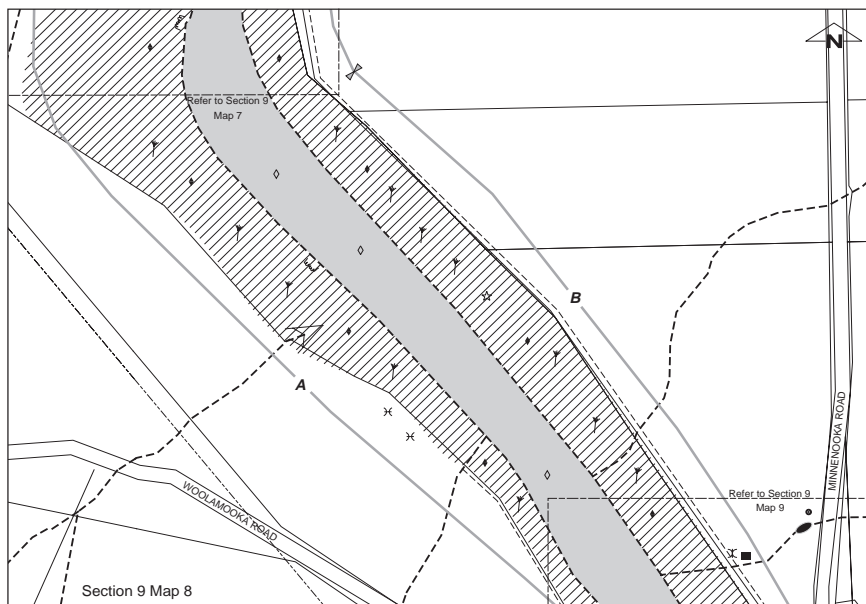 N
Refer to Section 9
Map 7
B
A
MINNENOOKA ROAD
WOOLAMOOKA ROAD
Refer to Section 9
Map 9
Section 9 Map 8